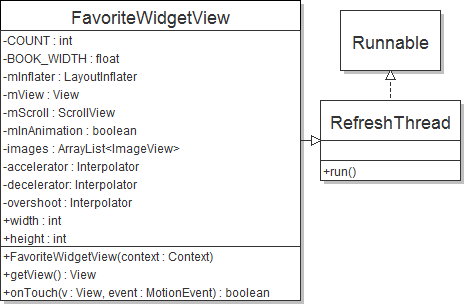 FavoriteWidgetView
-COUNT : int
-BOOK_WIDTH : float
-mInflater : LayoutInflater
-mView : View
-mScroll : ScrollView
-mInAnimation : boolean
-images : ArrayList<ImageView>
-accelerator : Interpolator
-decelerator: Interpolator
-overshoot : Interpolator
+width : int
+height : int
+FavoriteWidgetView(context : Context)
+getView() : View
+onTouch(v : View, event : MotionEvent) : boolean
Runnable
RefreshThread
+run()